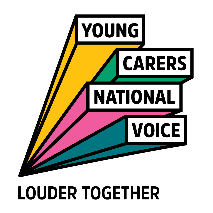 YOUNG
CARERS
NATIONAL
VOICE
LOUDER TOGETHER